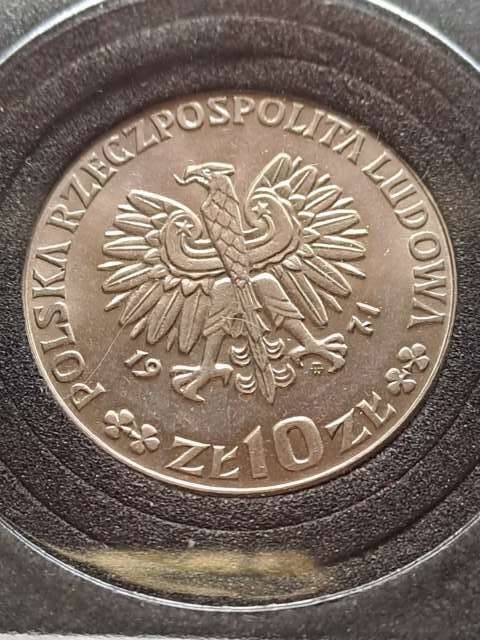 POLSKA RZECZPOSPOLITA LUDOWA
19 71
ZŁ 10 ZŁ